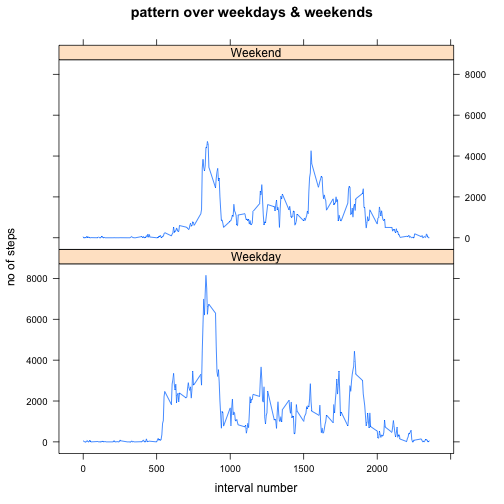 pattern over weekdays & weekends
Weekend
8000
6000
4000
2000
0
no of steps
Weekday
8000
6000
4000
2000
0
0 500 1000 1500 2000
interval number